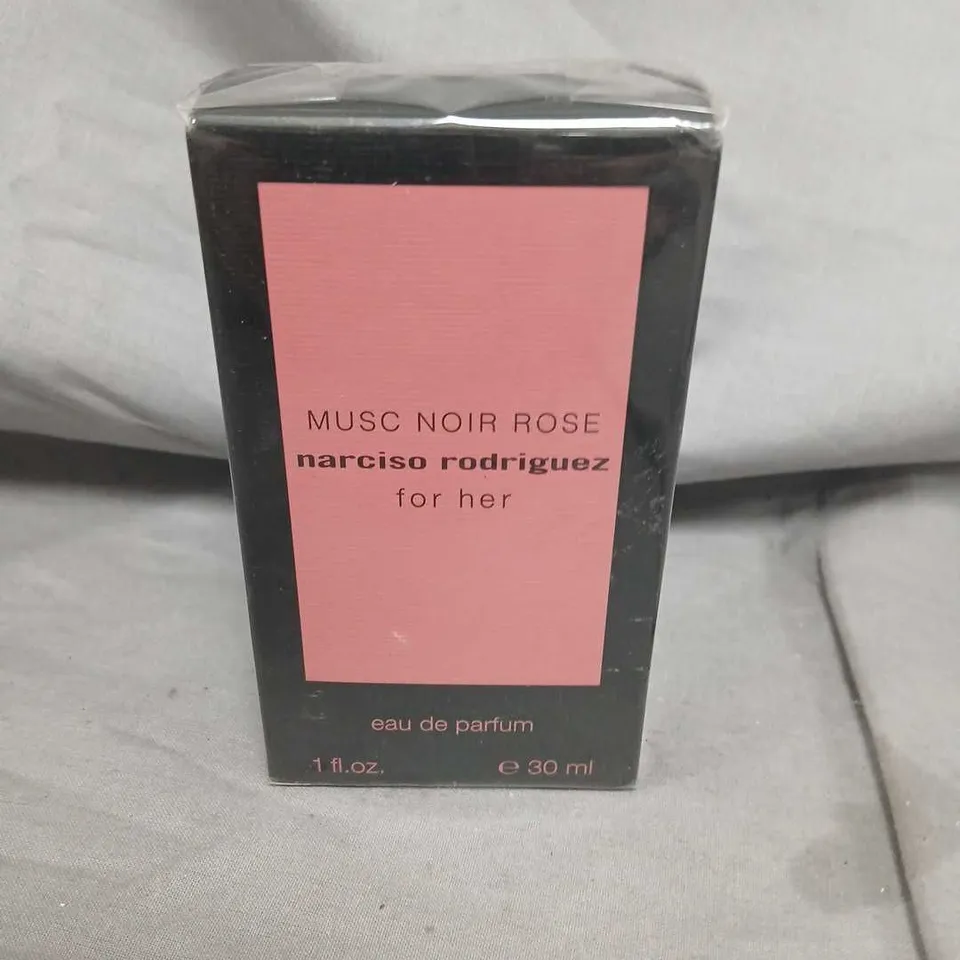 MUSC NOIR ROSE
narciso rodriguez
for her
eau de parfum
1 fl.oz. ℮ 30 ml